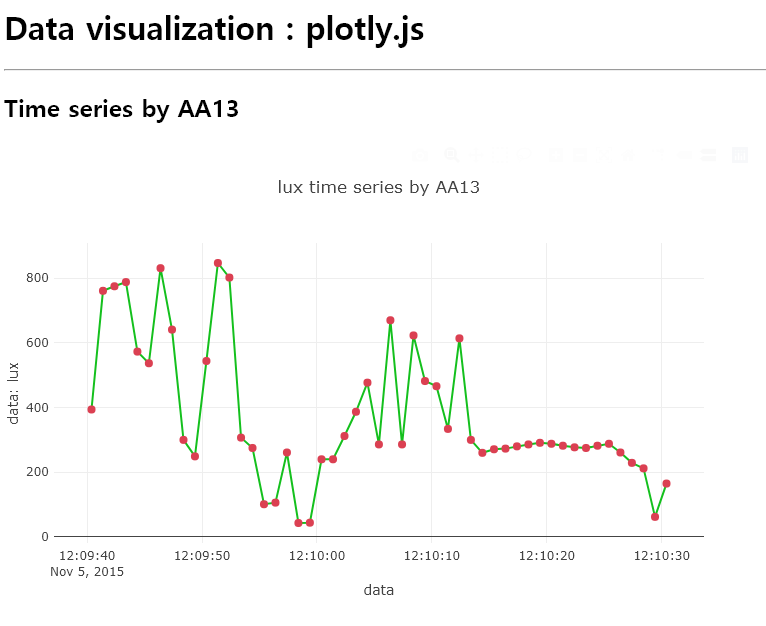 Data visualization : plotly.js
Time series by AA13
lux time series by AA13
800
600
400
200
0
data: lux
12:09:40 12:09:50 12:10:00 12:10:10 12:10:20 12:10:30
Nov 5, 2015
data